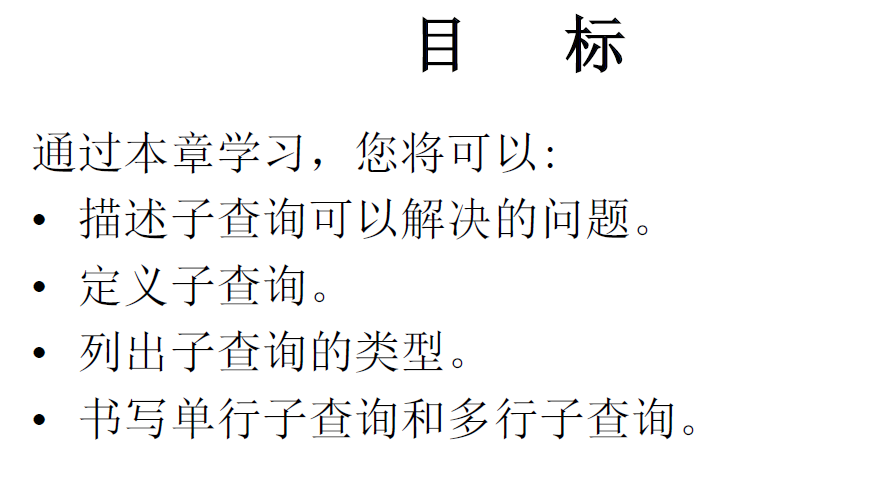 目 标
通过本章学习，您将可以:
• 描述子查询可以解决的问题。
• 定义子查询。
• 列出子查询的类型。
• 书写单行子查询和多行子查询。